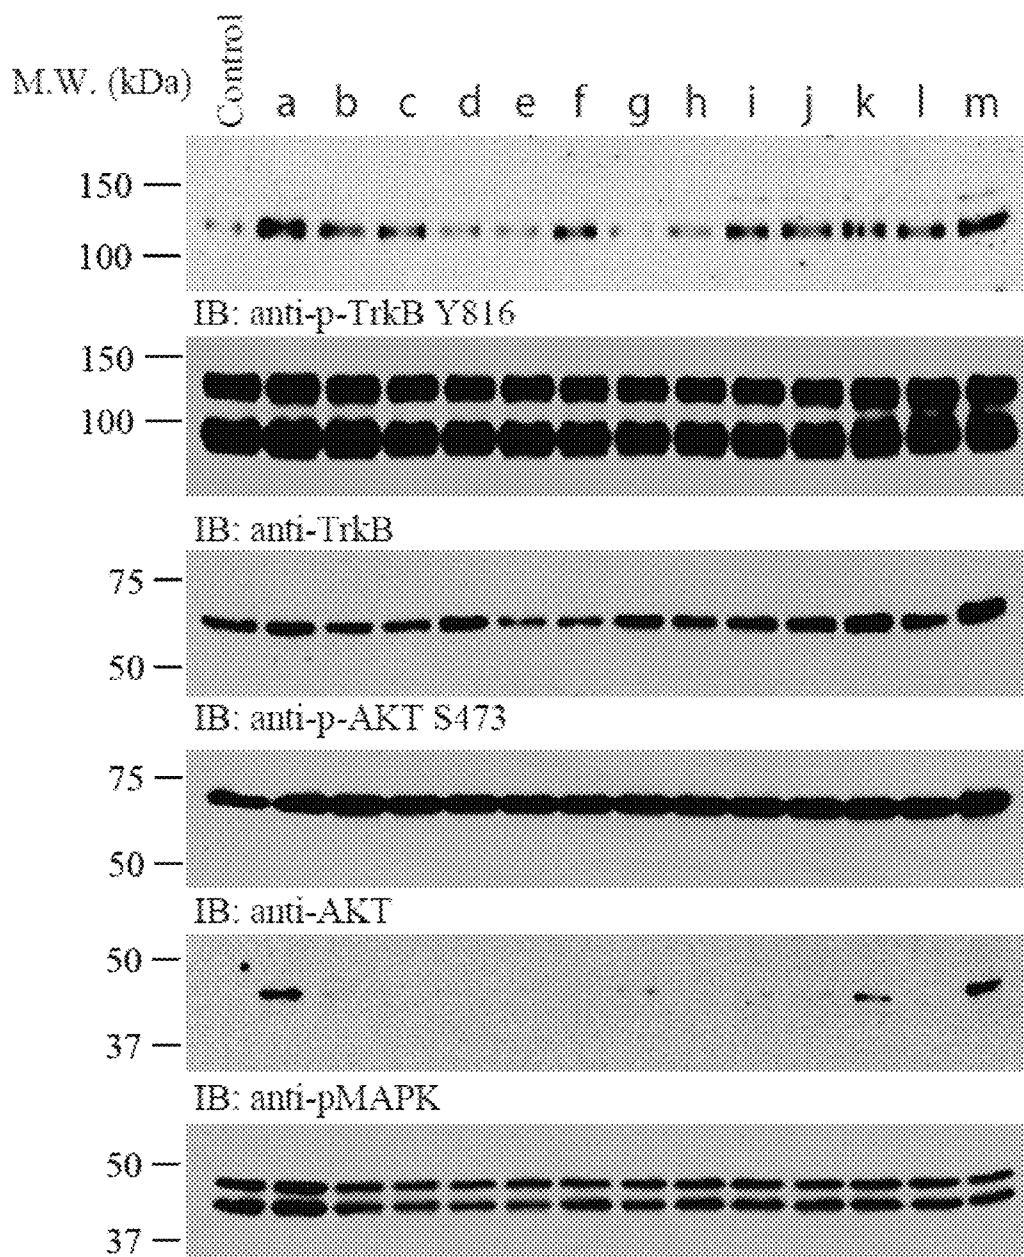 Control
M.W. (kDa) a b c d e f g h i j k l m
150
100
IB: anti-p-TrkB Y816
150
100
IB: anti-TrkB
75
50
IB: anti-p-AKT S473
75
50
IB: anti-AKT
50
37
IB: anti-pMAPK
50
37